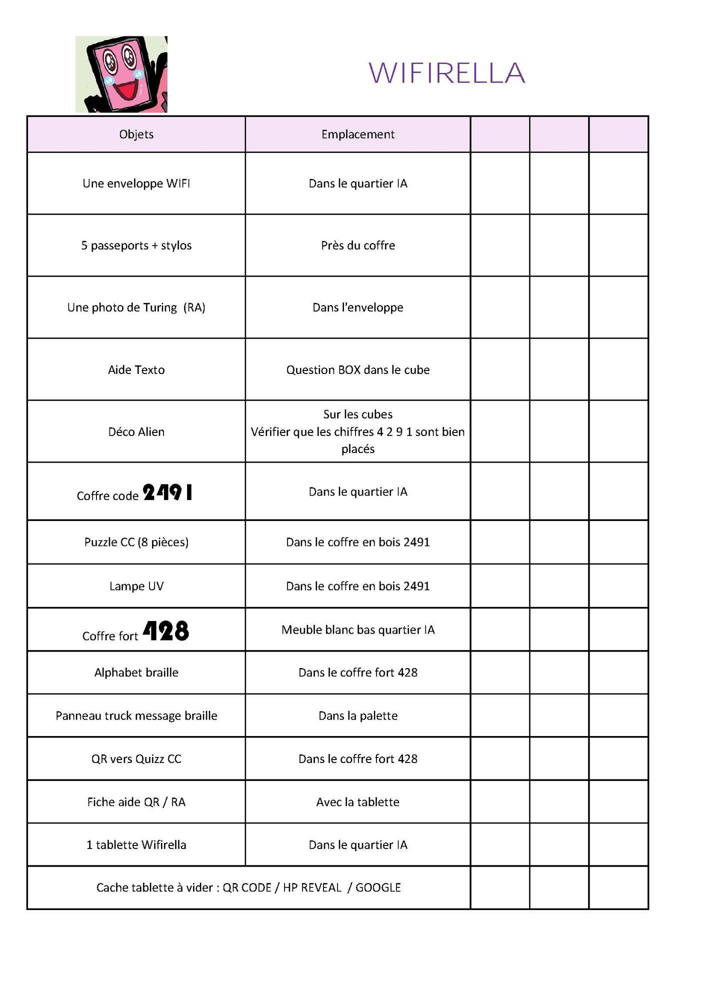 WIFIRELLA
Objets Emplacement
Une enveloppe WIFI Dans le quartier IA
5 passeports + stylos Près du coffre
Une photo de Turing (RA) Dans l'enveloppe
Aide Texto Question BOX dans le cube
Déco Alien
Sur les cubes
Vérifier que les chiffres 4 2 9 1 sont bien
placés
Coffre code 2491 Dans le quartier IA
Puzzle CC (8 pièces) Dans le coffre en bois 2491
Lampe UV Dans le coffre en bois 2491
Coffre fort 428 Meuble blanc bas quartier IA
Alphabet braille Dans le coffre fort 428
Panneau truck message braille Dans la palette
QR vers Quizz CC Dans le coffre fort 428
Fiche aide QR / RA Avec la tablette
1 tablette Wifirella Dans le quartier IA
Cache tablette à vider : QR CODE / HP REVEAL / GOOGLE